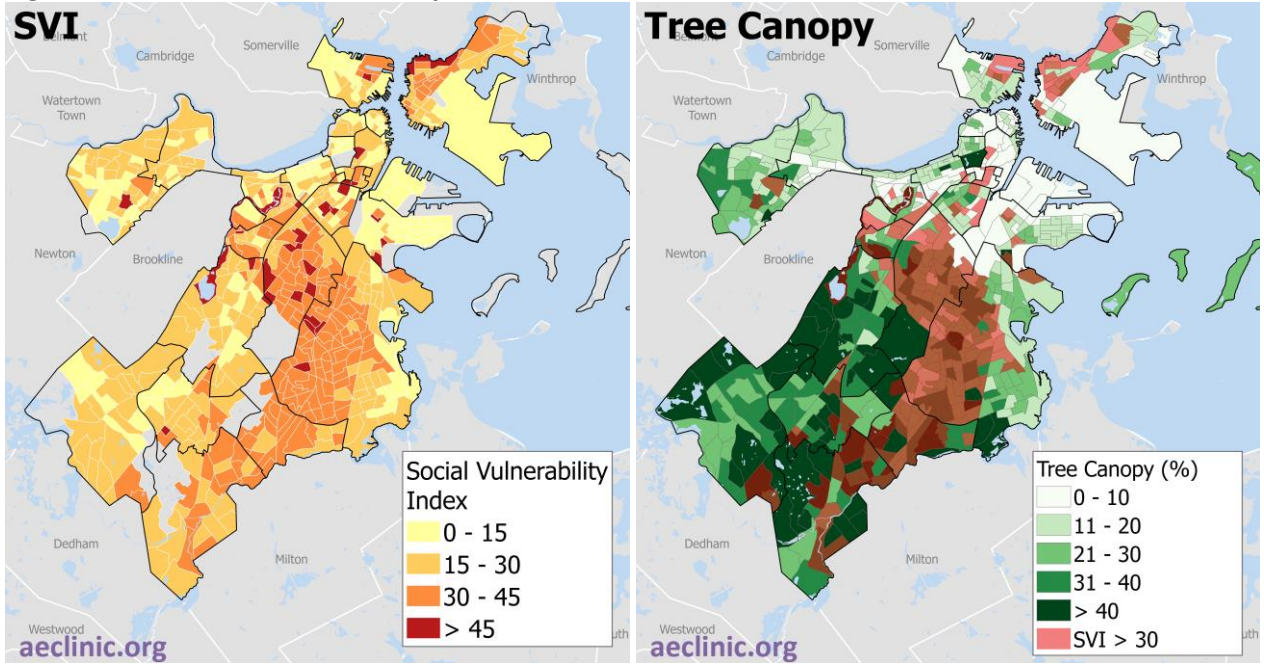 SVI
Belmont
Cambridge
Somerville
Winthrop
Watertown
Town
Newton
Brookline
Social Vulnerability
Index
0 - 15
15 - 30
30 - 45
> 45
Dedham
Milton
Westwood
aeclinic.org
Tree Canopy
Cambridge
Somerville
Winthrop
Watertown
Town
Newton
Brookline
Tree Canopy (%)
0 - 10
11 - 20
21 - 30
31 - 40
> 40
SVI > 30
Dedham
Milton
Westwood
aeclinic.org